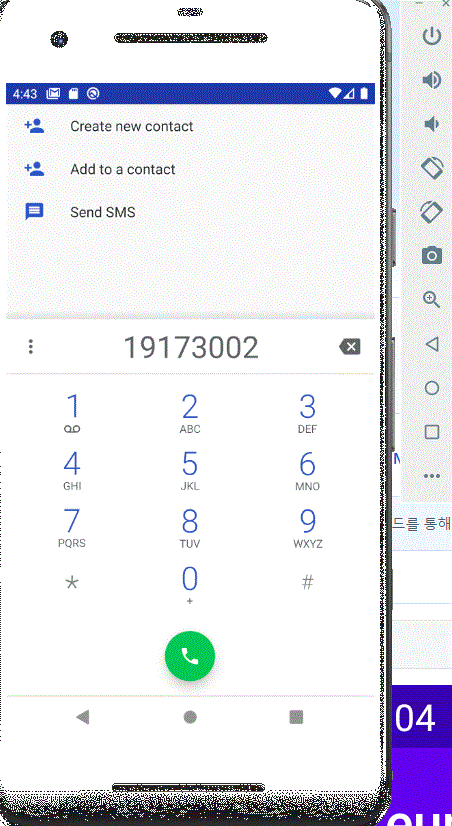 4:43
Create new contact
Add to a contact
Send SMS
19173002
1
2
ABC
3
DEF
4
GHI
5
JKL
6
MNO
7
PQRS
8
TUV
9
WXYZ
*
0
+
#
드를 통해
04